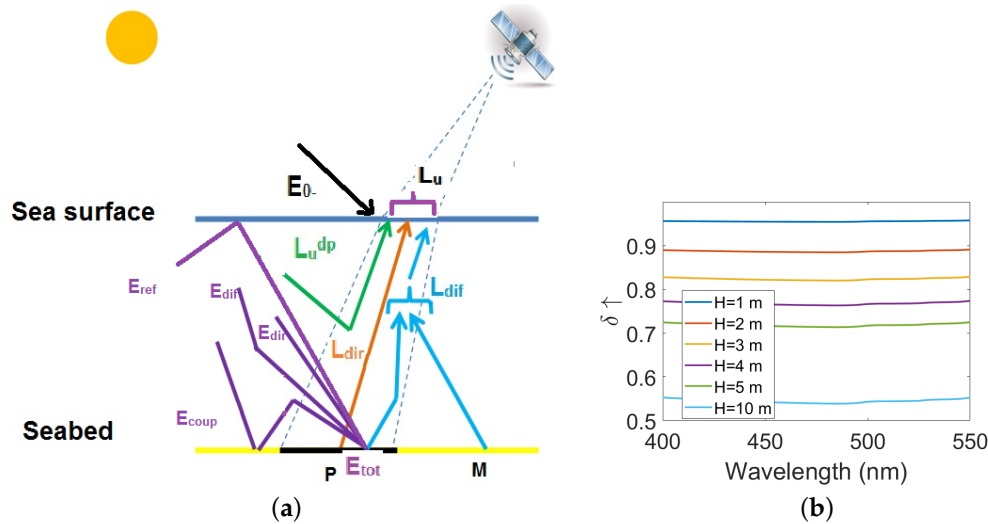 E0-
Lu
Sea surface
Lu dp
Eref
Edif
Ldif
Edir
Ldir
Ecoup
Seabed
P
Etot
M
(a)
0.9
0.8
0.7
0.6
0.5
δ ↑
H=1 m
H=2 m
H=3 m
H=4 m
H=5 m
H=10 m
400
450
500
550
Wavelength (nm)
(b)